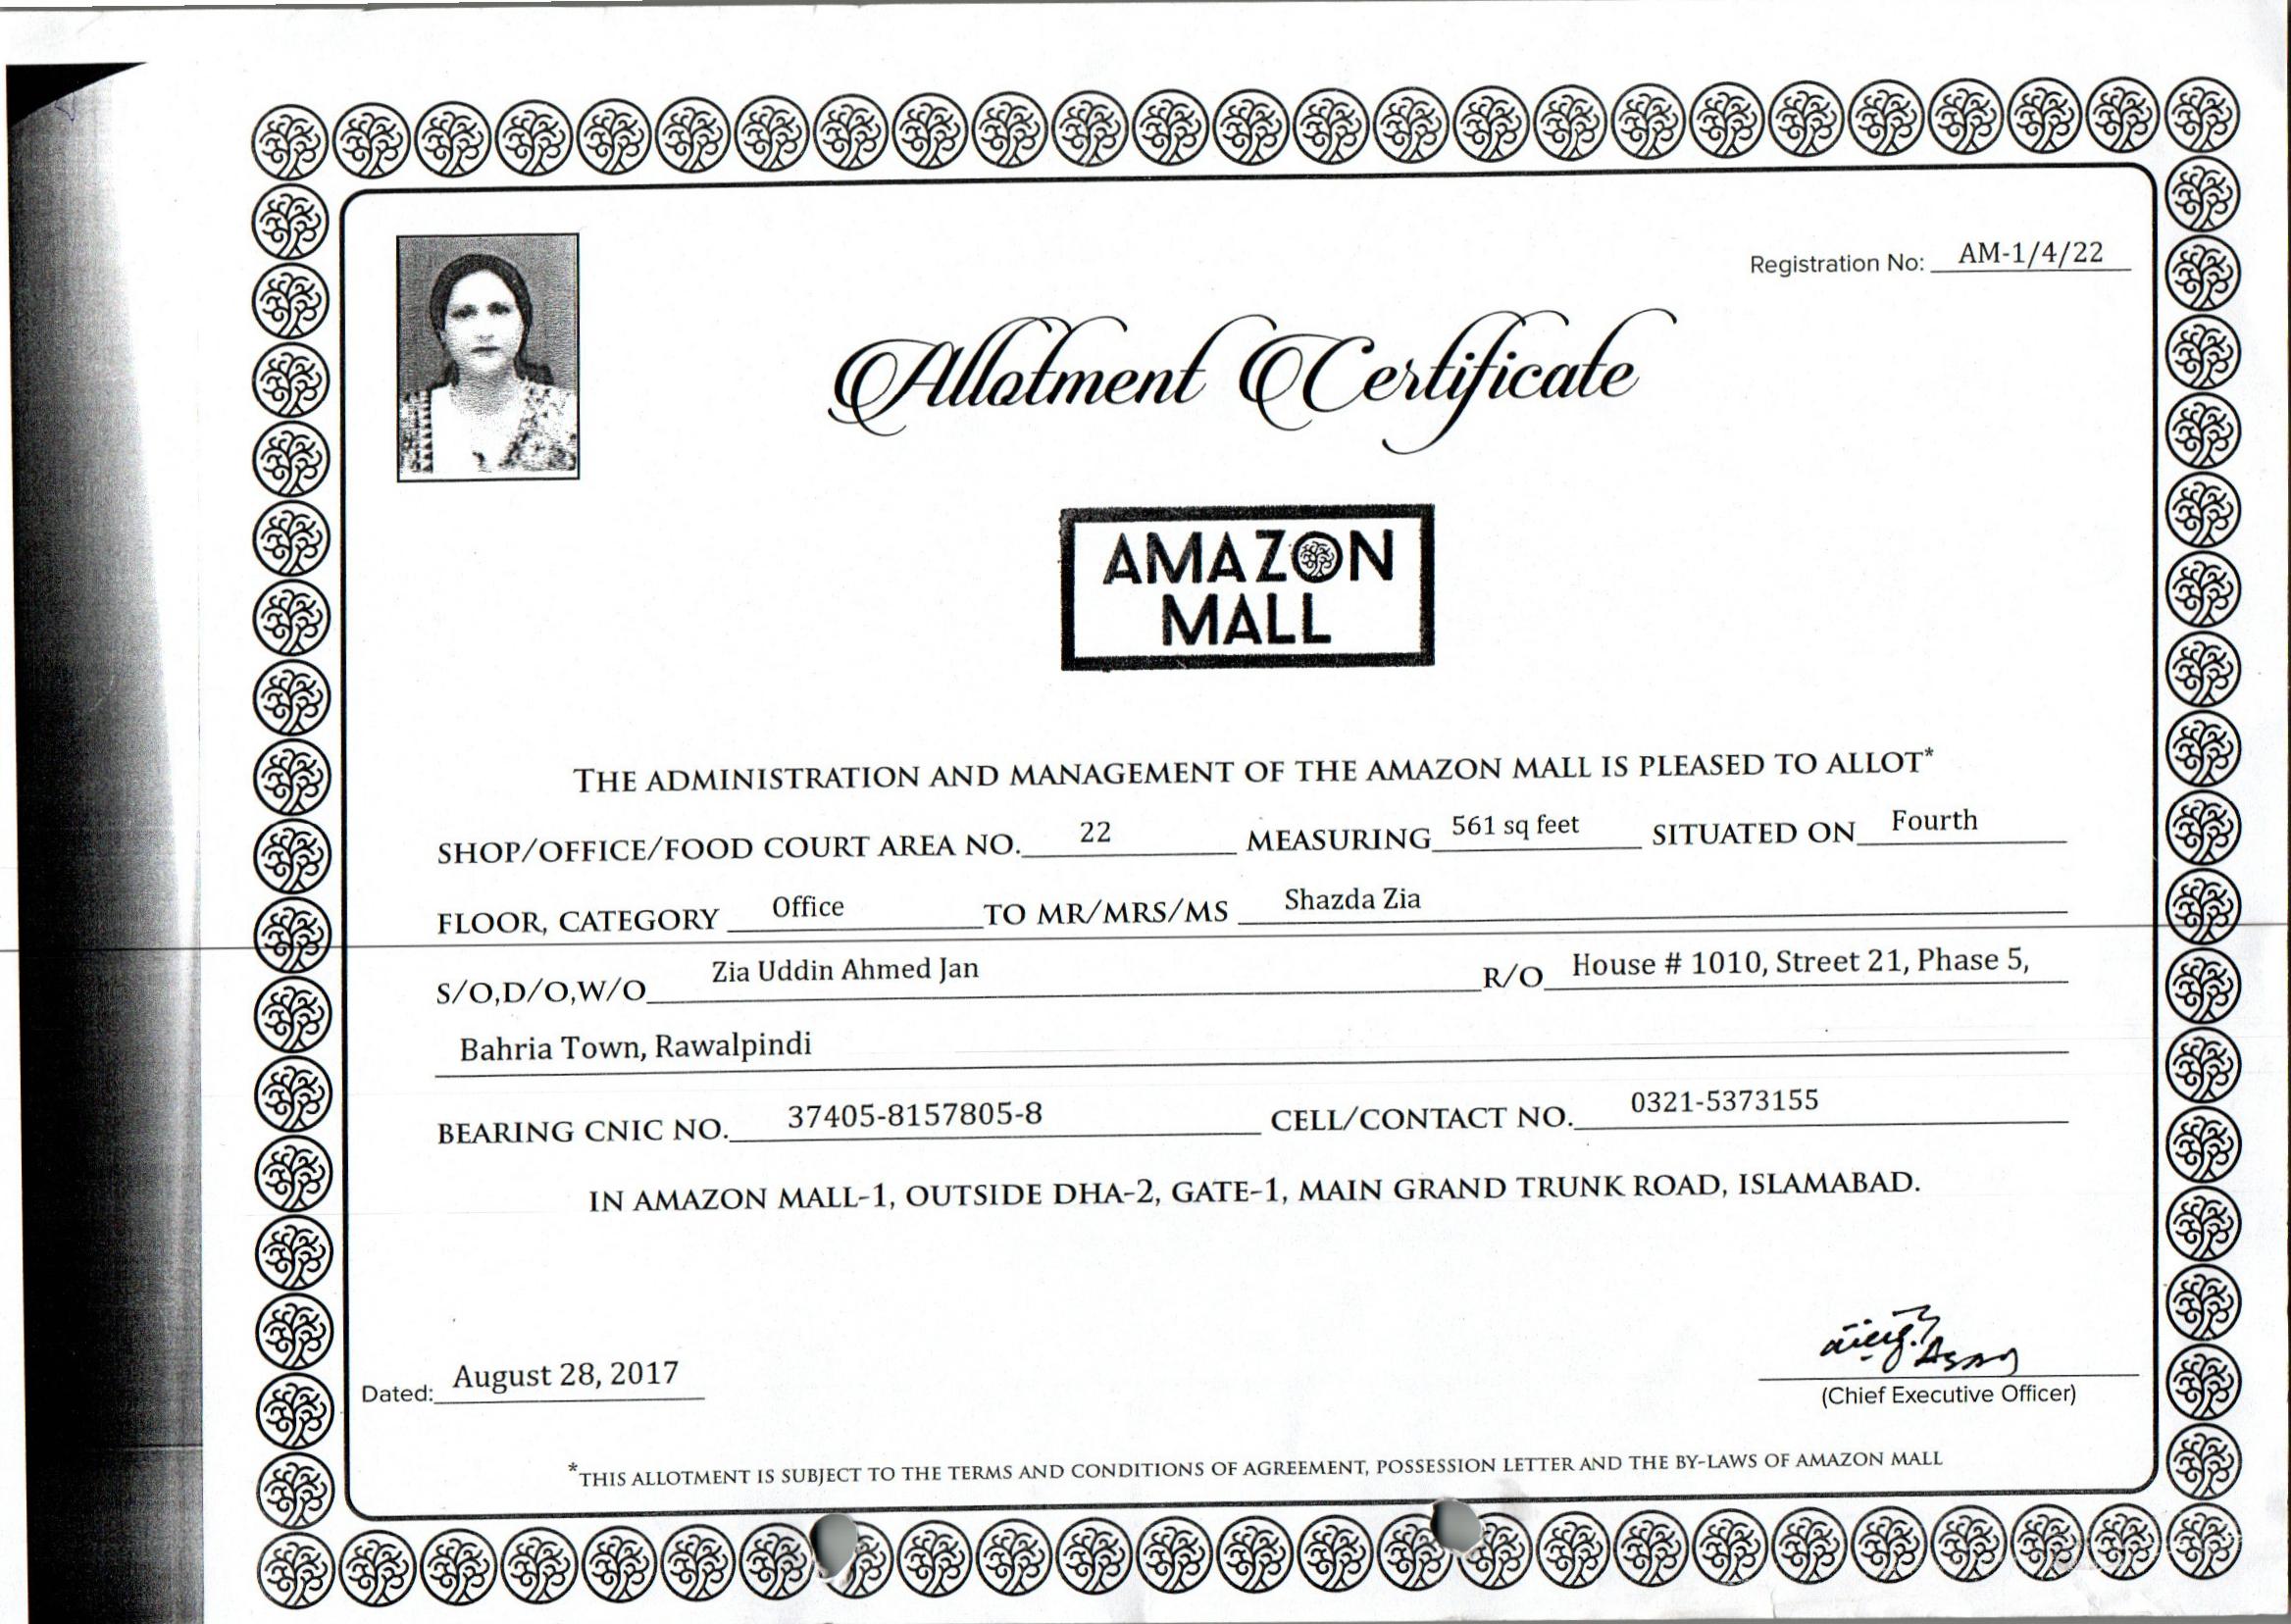 Registration No: AM-1/4/22
Allotment Certificate
AMAZON
MALL
THE ADMINISTRATION AND MANAGEMENT OF THE AMAZON MALL IS PLEASED TO ALLOT*
SHOP/OFFICE/FOOD COURT AREA NO. 22 MEASURING 561 sq feet SITUATED ON Fourth
FLOOR, CATEGORY Office TO MR/MRS/MS Shazda Zia
S/O,D/O,W/O Zia Uddin Ahmed Jan R/O House # 1010, Street 21, Phase 5,
Bahria Town, Rawalpindi
BEARING CNIC NO. 37405-8157805-8 CELL/CONTACT NO. 0321-5373155
IN AMAZON MALL-1, OUTSIDE DHA-2, GATE-1, MAIN GRAND TRUNK ROAD, ISLAMABAD.
Dated: August 28, 2017
(Chief Executive Officer)
*THIS ALLOTMENT IS SUBJECT TO THE TERMS AND CONDITIONS OF AGREEMENT, POSSESSION LETTER AND THE BY-LAWS OF AMAZON MALL